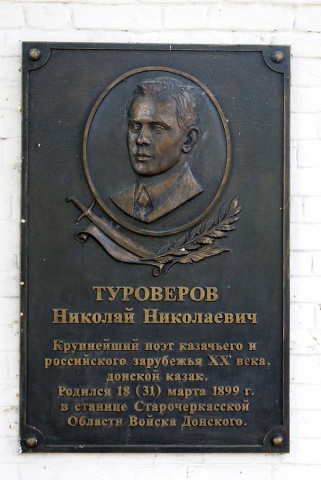 ТУРОВЕРОВ
Николай Николаевич
Крупнейший поэт казачьего и
российского зарубежья XX века,
донской казак.
Родился 18 (31) марта 1899 г.
в станице Старочеркасской
Области Войска Донского.